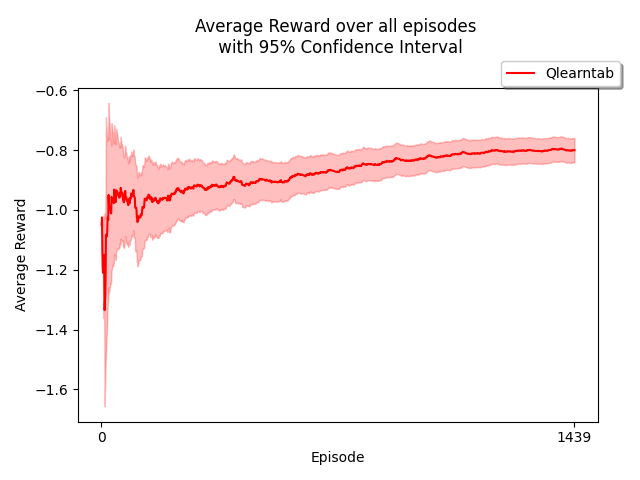 Average Reward over all episodes
with 95% Confidence Interval
Qlearntab
−0.6
−0.8
−1.0
−1.2
−1.4
−1.6
Average Reward
0 1439
Episode